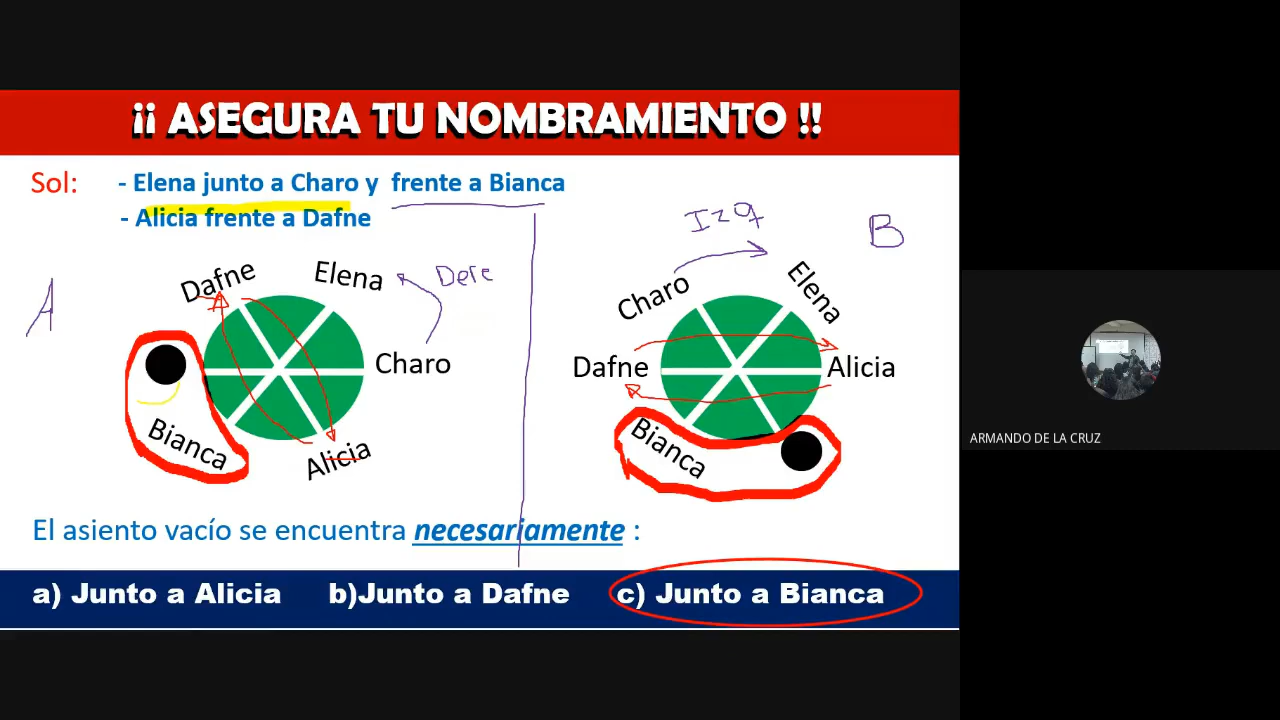 ¡¡ ASEGURA TU NOMBRAMIENTO !!
Sol: - Elena junto a Charo y frente a Bianca
- Alicia frente a Dafne
A
Dafne
Elena
Dere
Charo
Bianca
Alicia
Izq
B
Charo
Elena
Dafne
Alicia
Bianca
El asiento vacío se encuentra necesariamente :
a) Junto a Alicia b)Junto a Dafne c) Junto a Bianca
ARMANDO DE LA CRUZ